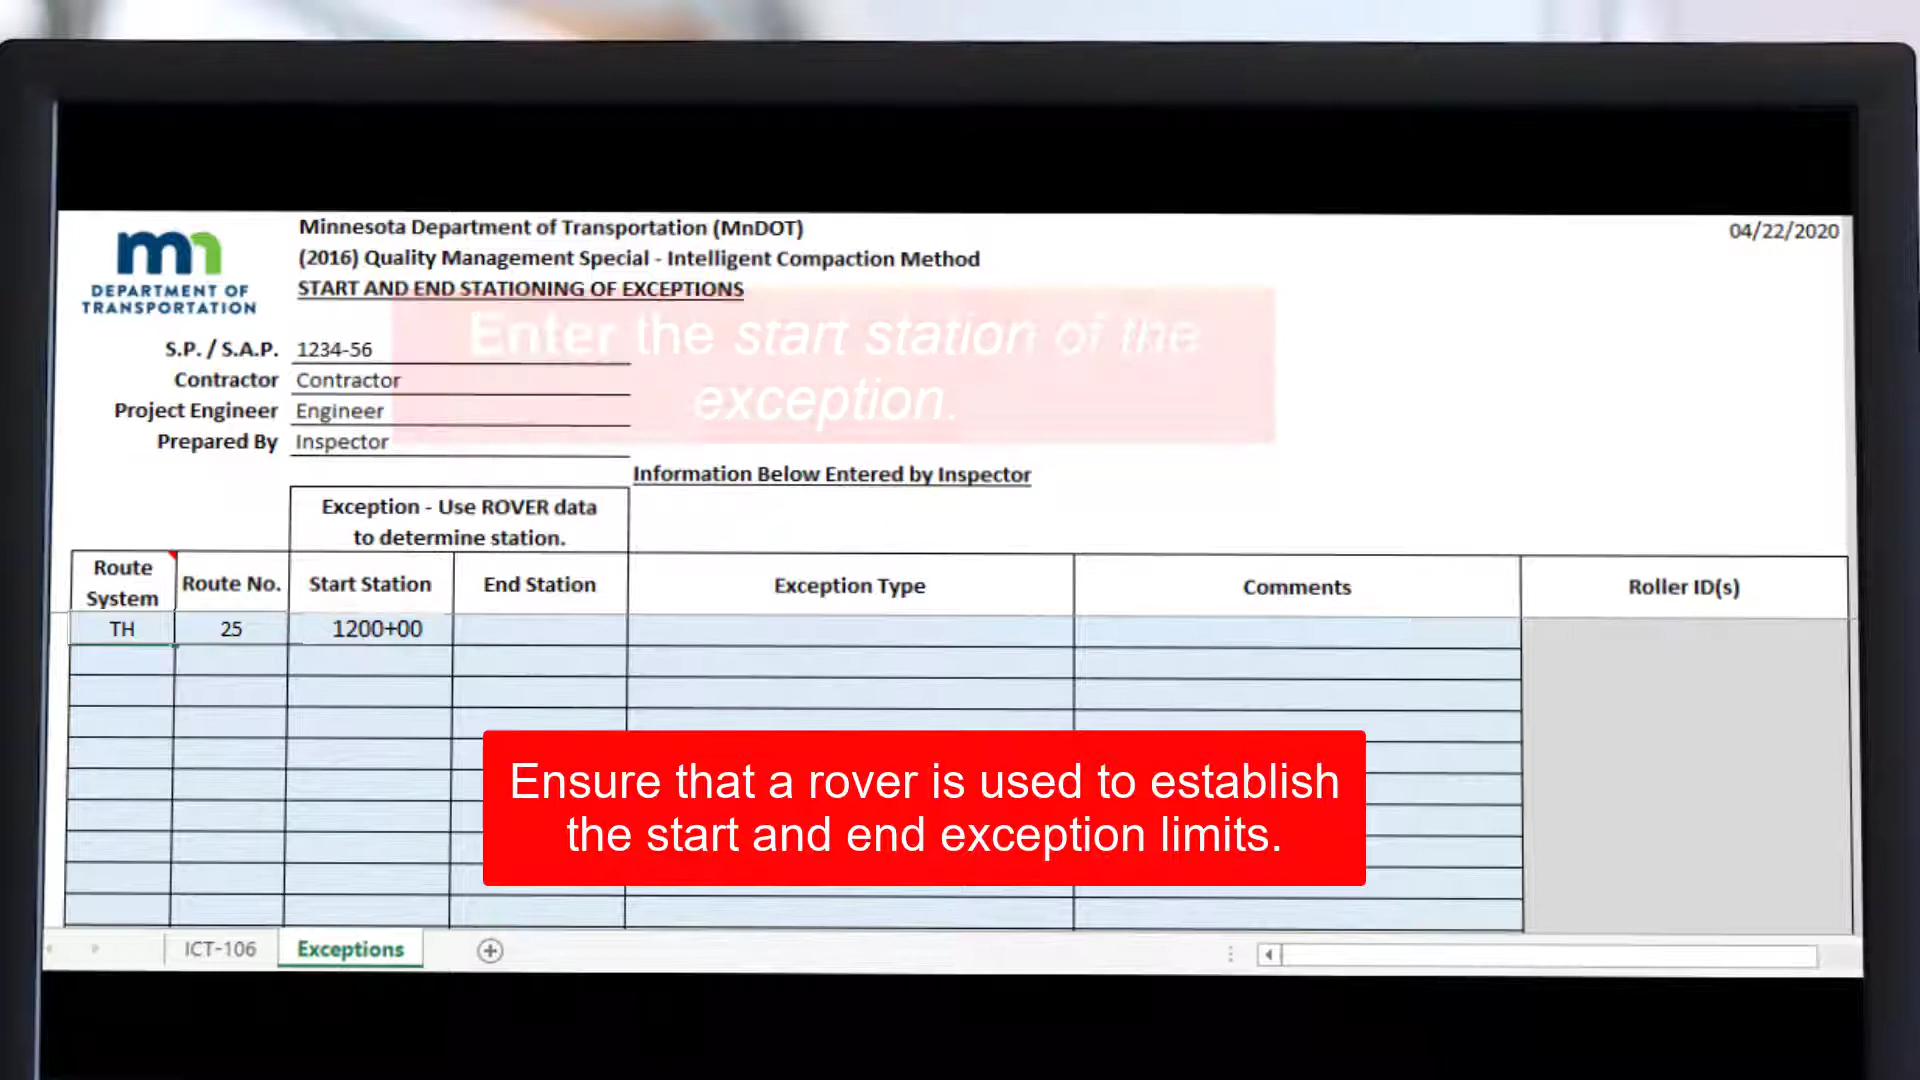 Minnesota Department of Transportation (MnDOT)
04/22/2020
(2016) Quality Management Special - Intelligent Compaction Method
START AND END STATIONING OF EXCEPTIONS
mn
DEPARTMENT OF
TRANSPORTATION
Enter the start station of the
exception.
S.P. / S.A.P. 1234-56
Contractor Contractor
Project Engineer Engineer
Prepared By Inspector
Information Below Entered by Inspector
Exception - Use ROVER data
to determine station.
Route
System
Route No.
Start Station
End Station
Exception Type
Comments
Roller ID(s)
TH 25 1200+00
Ensure that a rover is used to establish
the start and end exception limits.
ICT-106 Exceptions